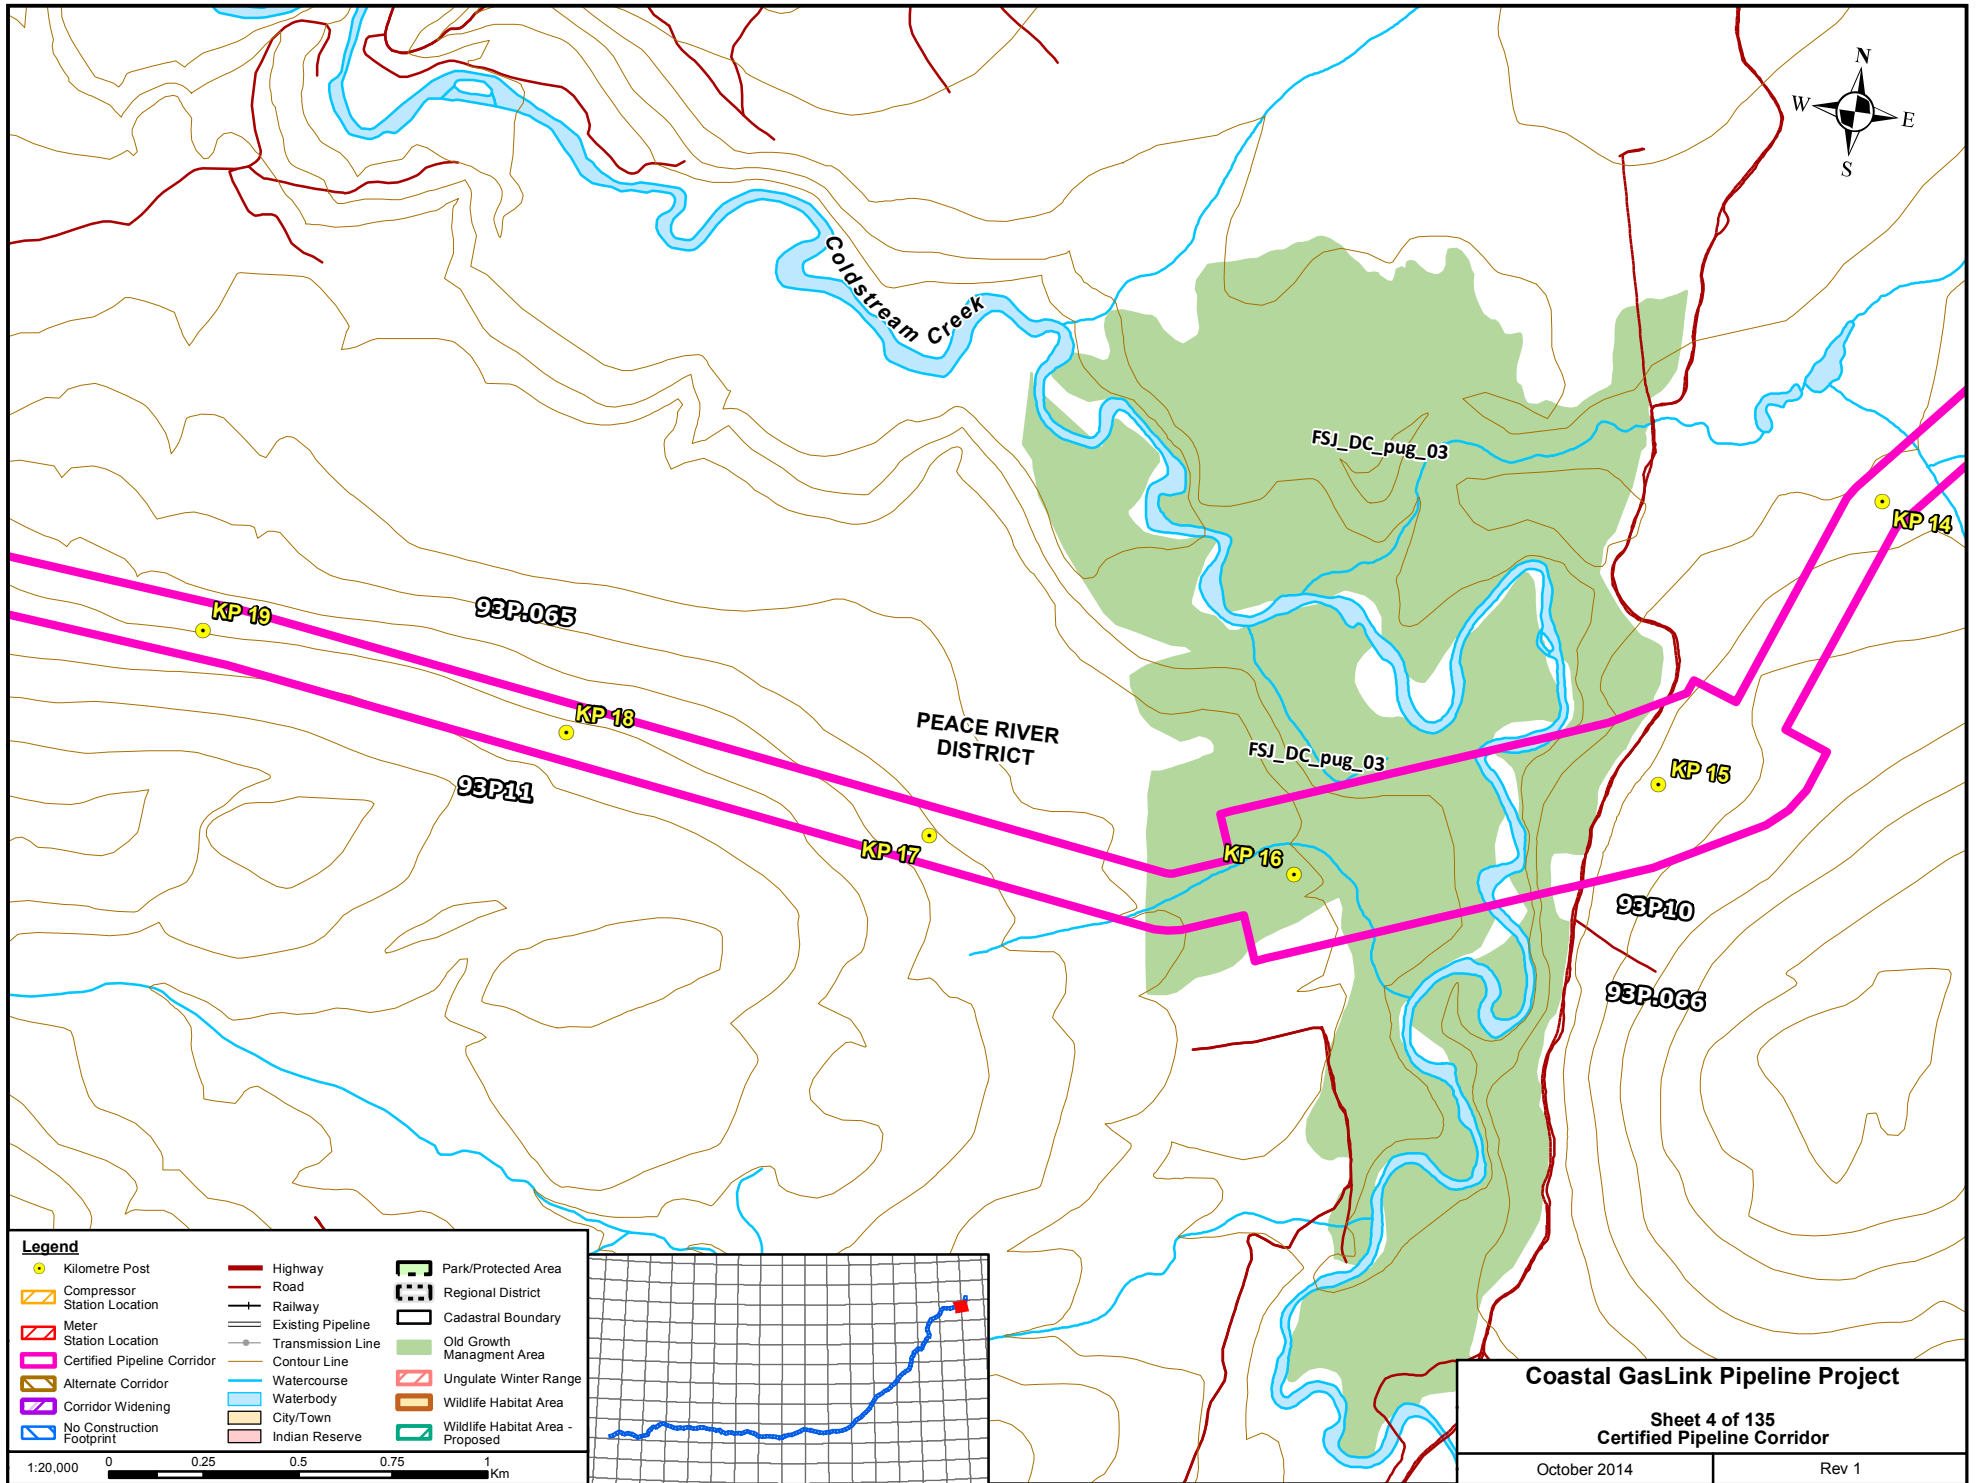 N
W
E
S
Coldstream Creek
FSJ_DC_pug_03
KP 14
KP 19
93P.065
KP 18
PEACE RIVER
DISTRICT
FSJ_DC_pug_03
KP 15
93P11
KP 17
KP 16
93P10
93P.066
Legend
Kilometre Post
Compressor
Station Location
Meter
Station Location
Certified Pipeline Corridor
Alternate Corridor
Corridor Widening
No Construction
Footprint
Highway
Road
Railway
Existing Pipeline
Transmission Line
Contour Line
Watercourse
Waterbody
City/Town
Indian Reserve
Park/Protected Area
Regional District
Cadastral Boundary
Old Growth
Managment Area
Ungulate Winter Range
Wildlife Habitat Area
Wildlife Habitat Area -
Proposed
1:20,000
0 0.25 0.5 0.75 1
Km
Coastal GasLink Pipeline Project
Sheet 4 of 135
Certified Pipeline Corridor
October 2014
Rev 1